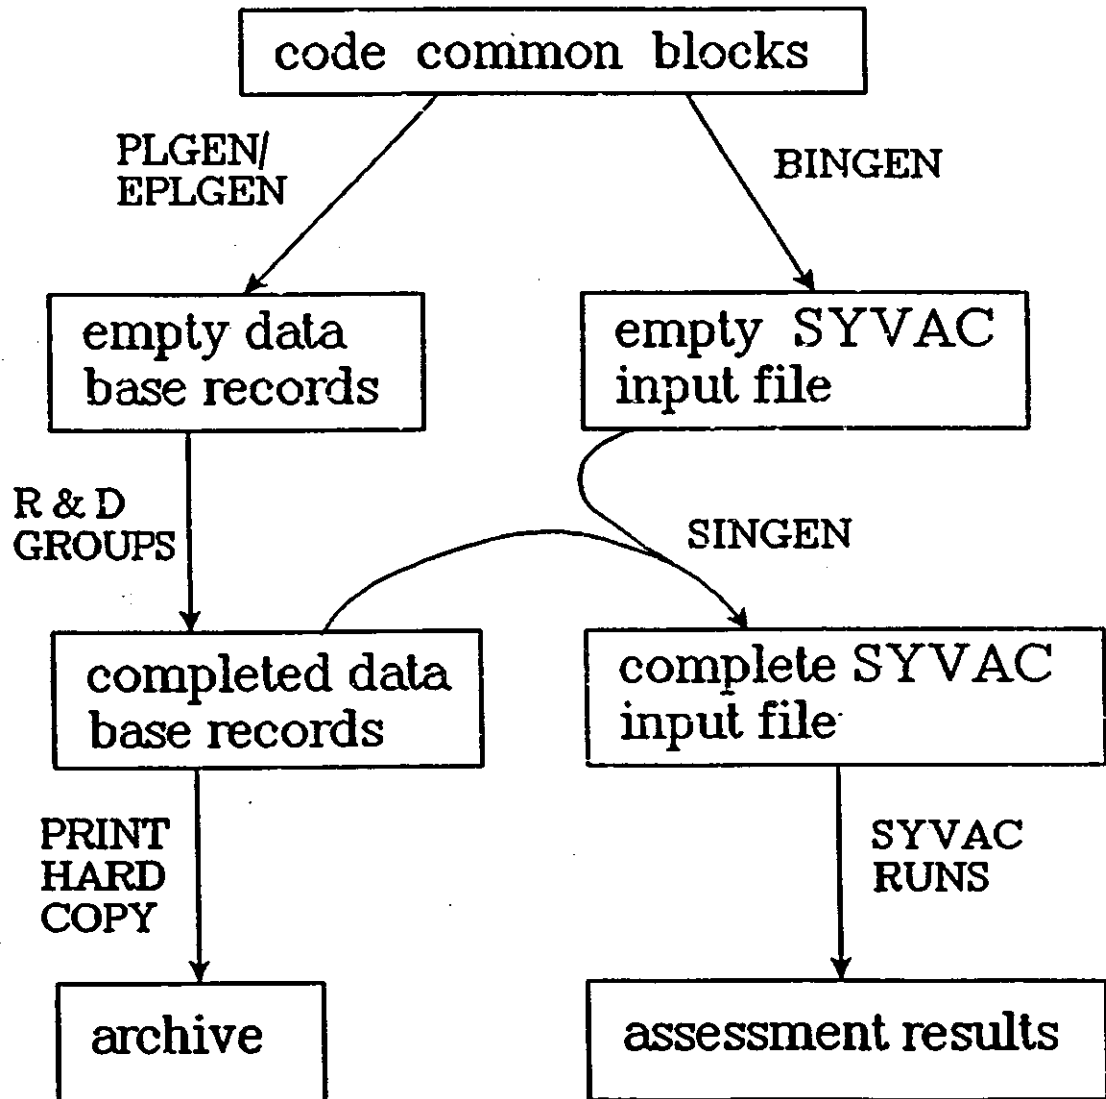 code common blocks
PLGEN/
EPLGEN
BINGEN
empty data
base records
empty SYVAC
input file
R & D
GROUPS
SINGEN
completed data
base records
complete SYVAC
input file
PRINT
HARD
COPY
SYVAC
RUNS
archive
assessment results